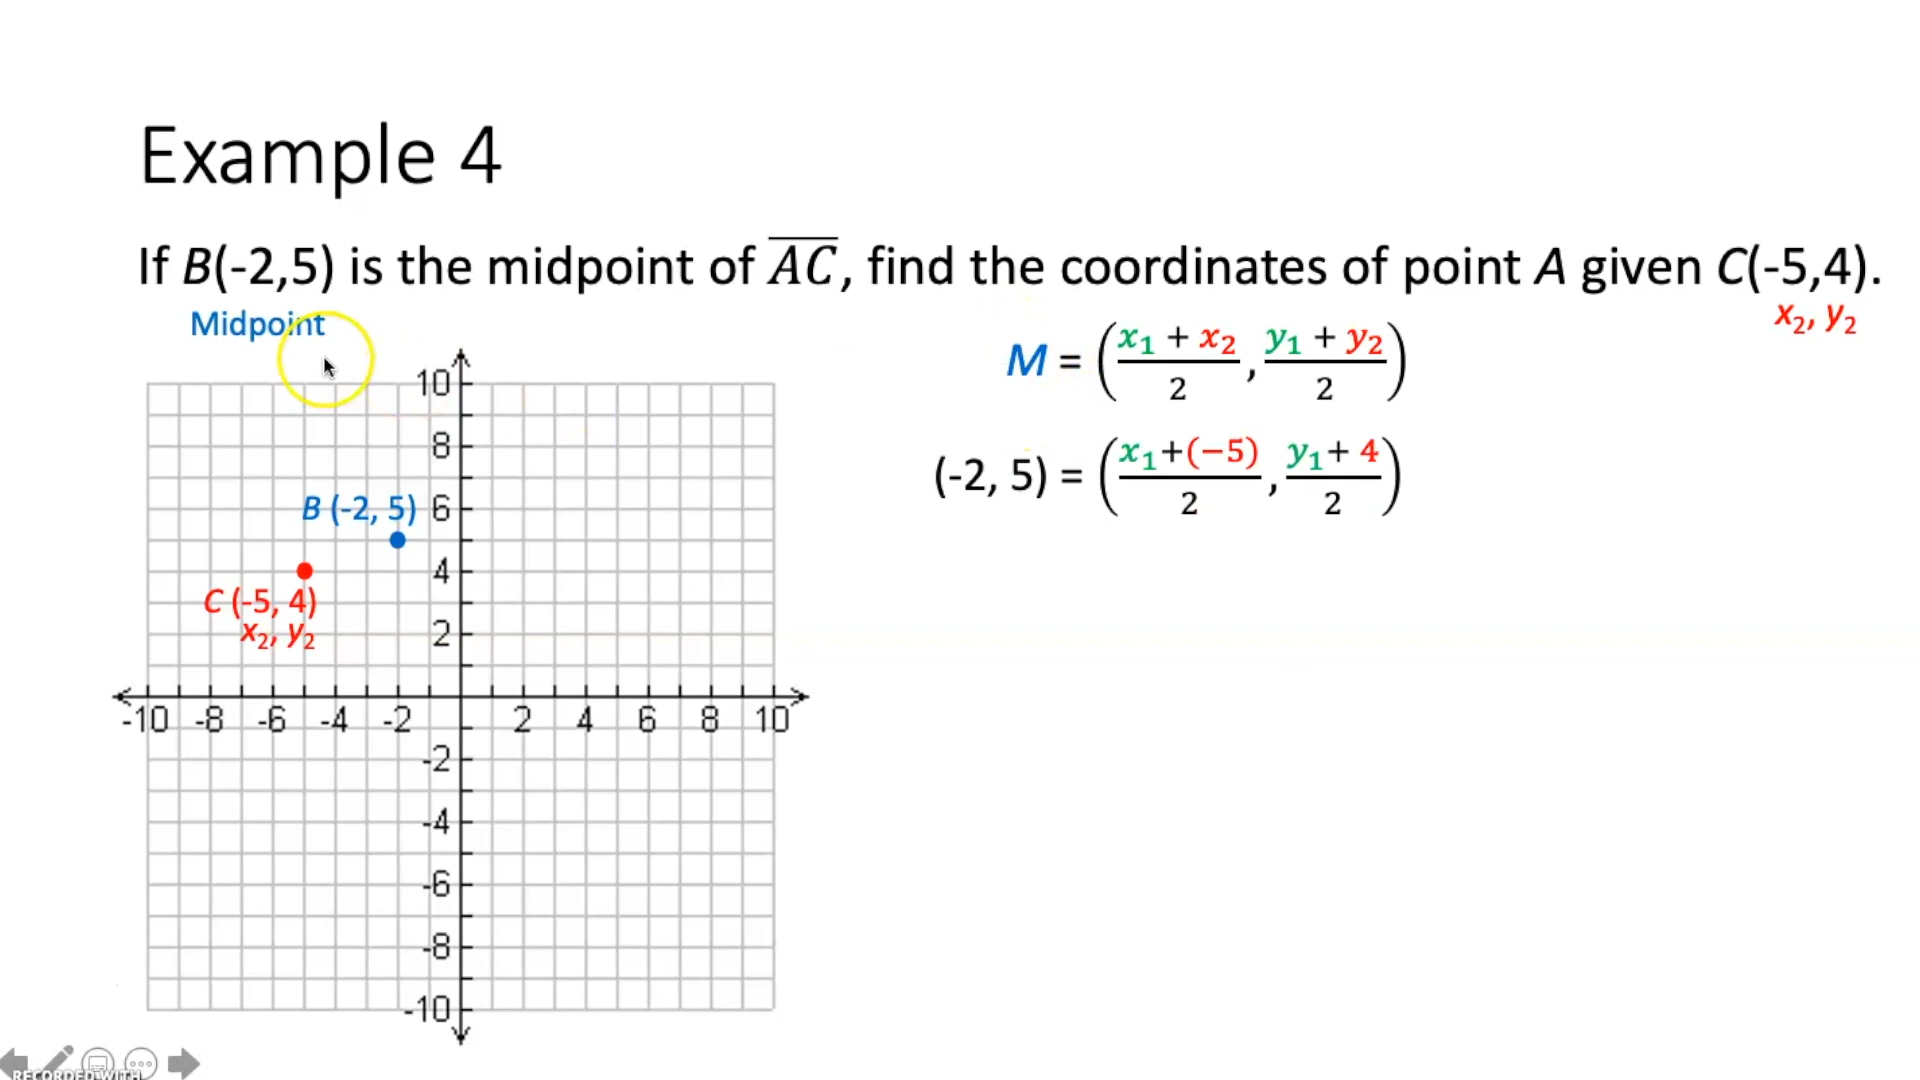 Example 4
If B(-2,5) is the midpoint of AC, find the coordinates of point A given C(-5,4).
Midpoint
x₂, y₂
M = (x₁ + x₂ / 2, y₁ + y₂ / 2)
(-2, 5) = (x₁+(−5) / 2, y₁+ 4 / 2)
10
8
B (-2, 5) 6
4
C (-5, 4)
x₂, y₂ 2
-10 -8 -6 -4 -2 2 4 6 8 10
-2
-4
-6
-8
-10
RECORDED WITH